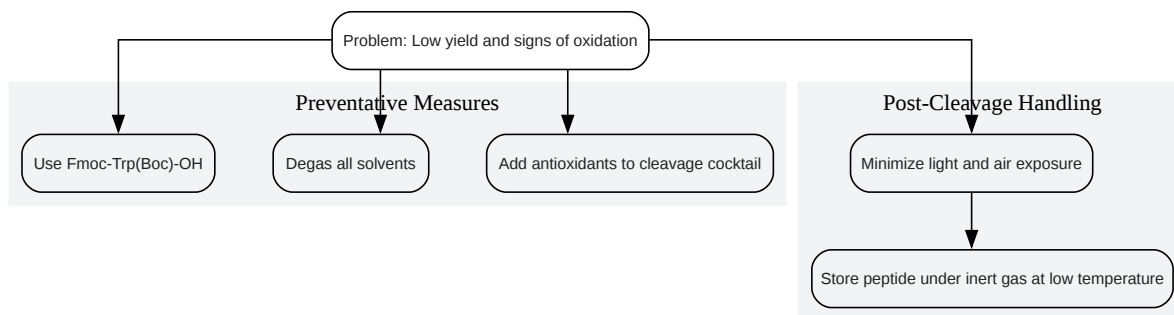 Problem: Low yield and signs of oxidation
Preventative Measures
Post-Cleavage Handling
Use Fmoc-Trp(Boc)-OH
Degas all solvents
Add antioxidants to cleavage cocktail
Minimize light and air exposure
Store peptide under inert gas at low temperature